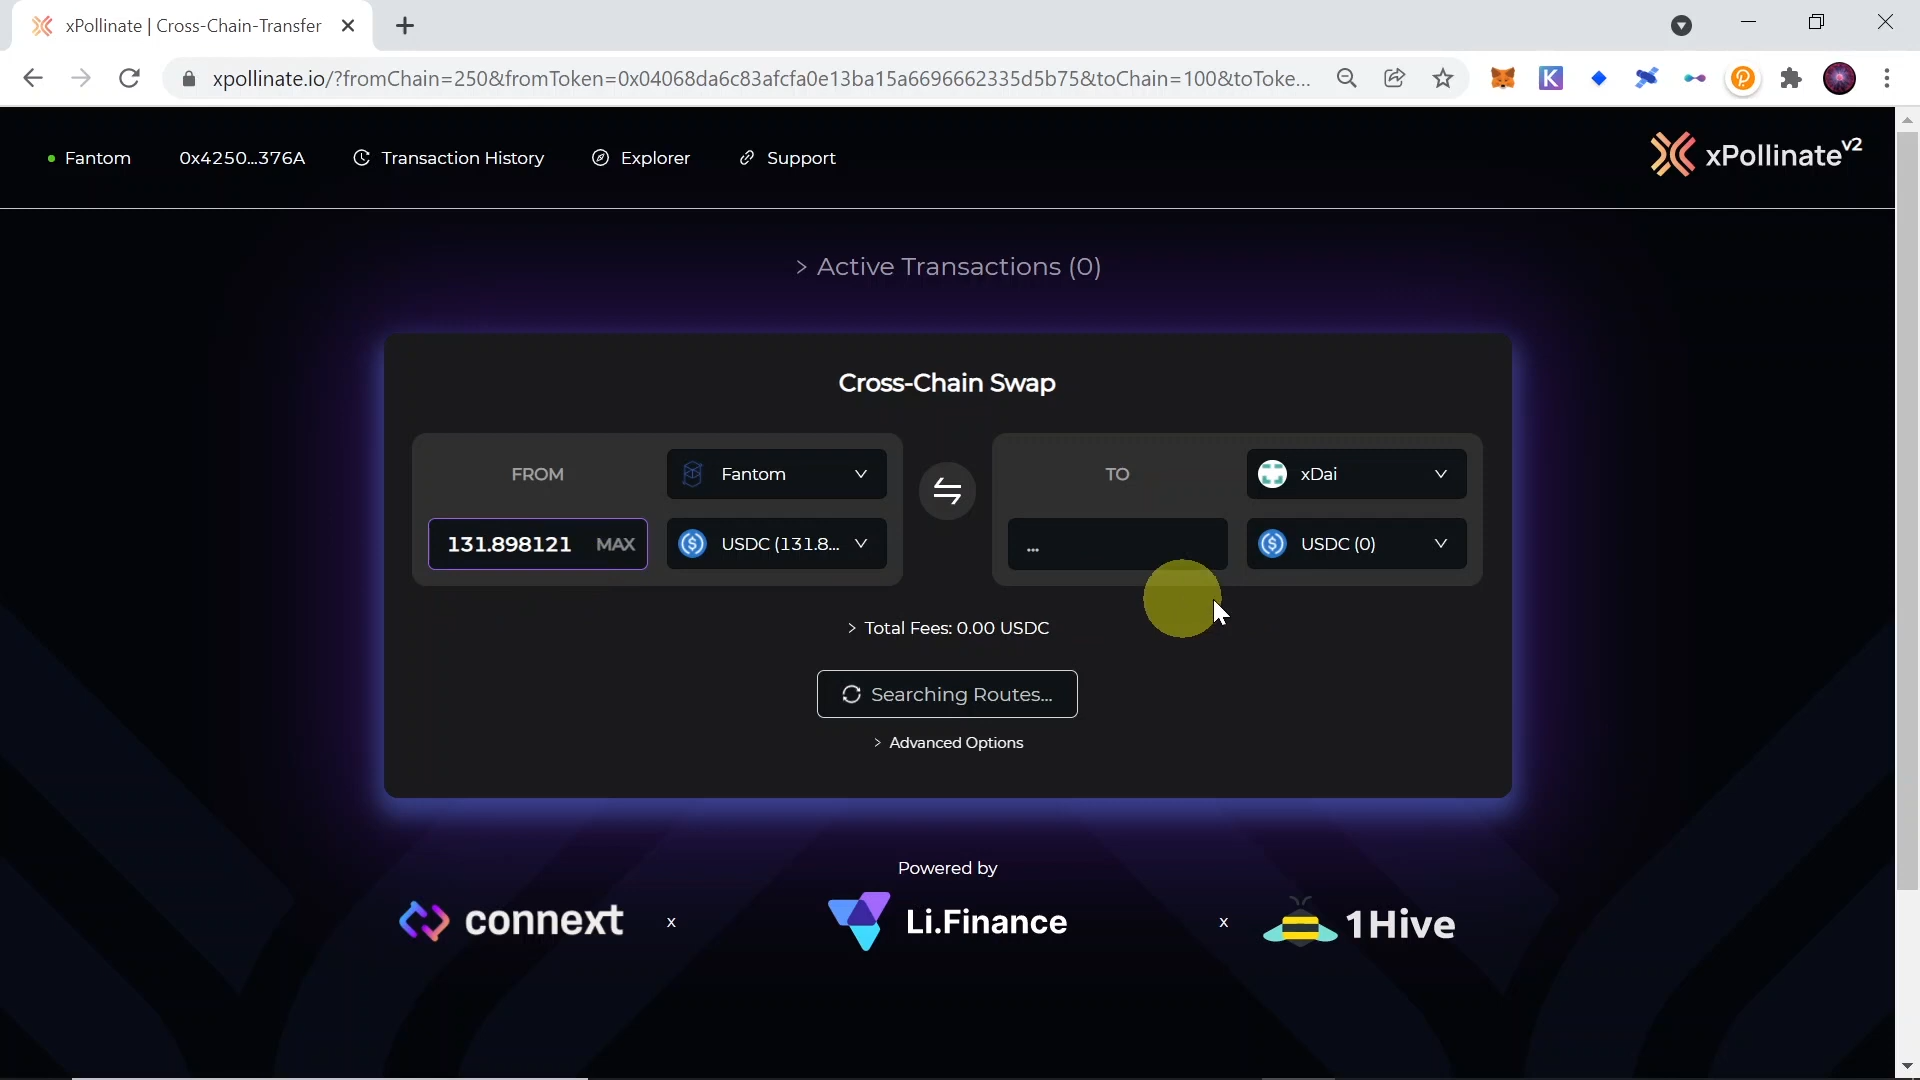 xPollinate | Cross-Chain-Transfer
xpollinate.io/?fromChain=250&fromToken=0x04068da6c83afcfa0e13ba15a6696662335d5b75&toChain=100&toToke...
Fantom 0x4250...376A Transaction History Explorer Support
xPollinate v2
> Active Transactions (0)
Cross-Chain Swap
FROM Fantom TO xDai
131.898121 MAX USDC (131.8... ... USDC (0)
> Total Fees: 0.00 USDC
Searching Routes...
> Advanced Options
Powered by
connext x Li.Finance x 1Hive